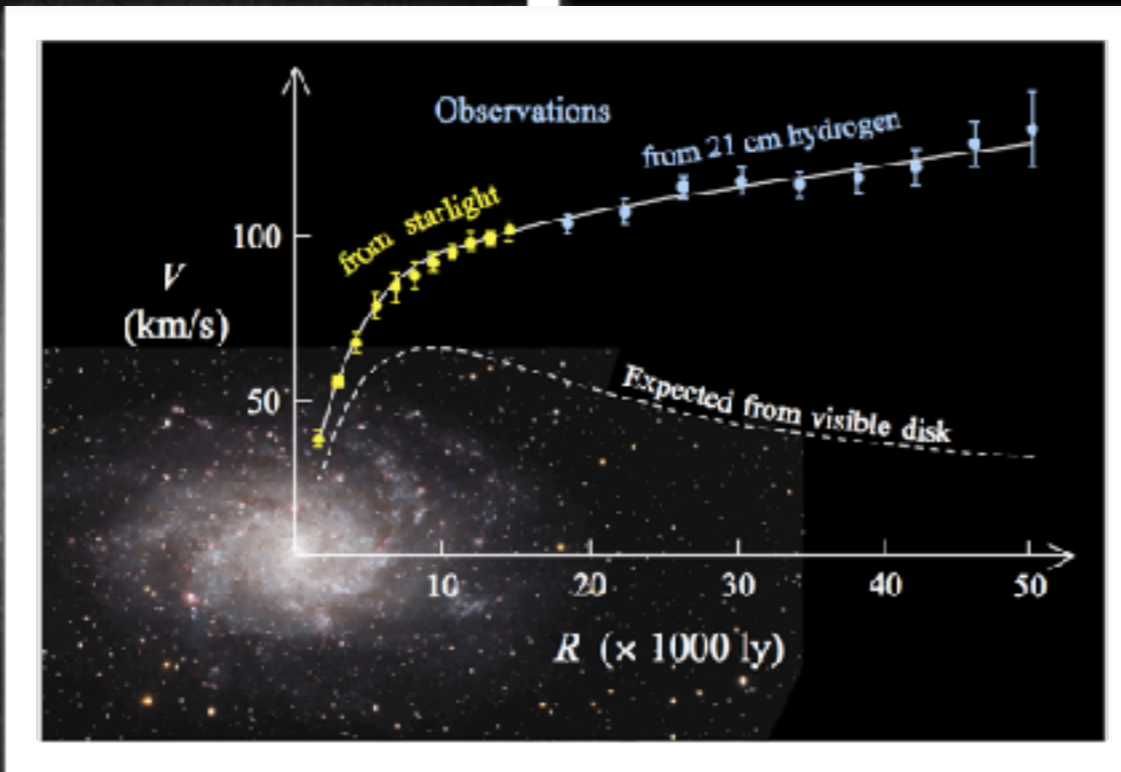 Observations
from 21 cm hydrogen
from starlight
100
V
(km/s)
50
Expected from visible disk
10
20
30
40
50
R (× 1000 ly)